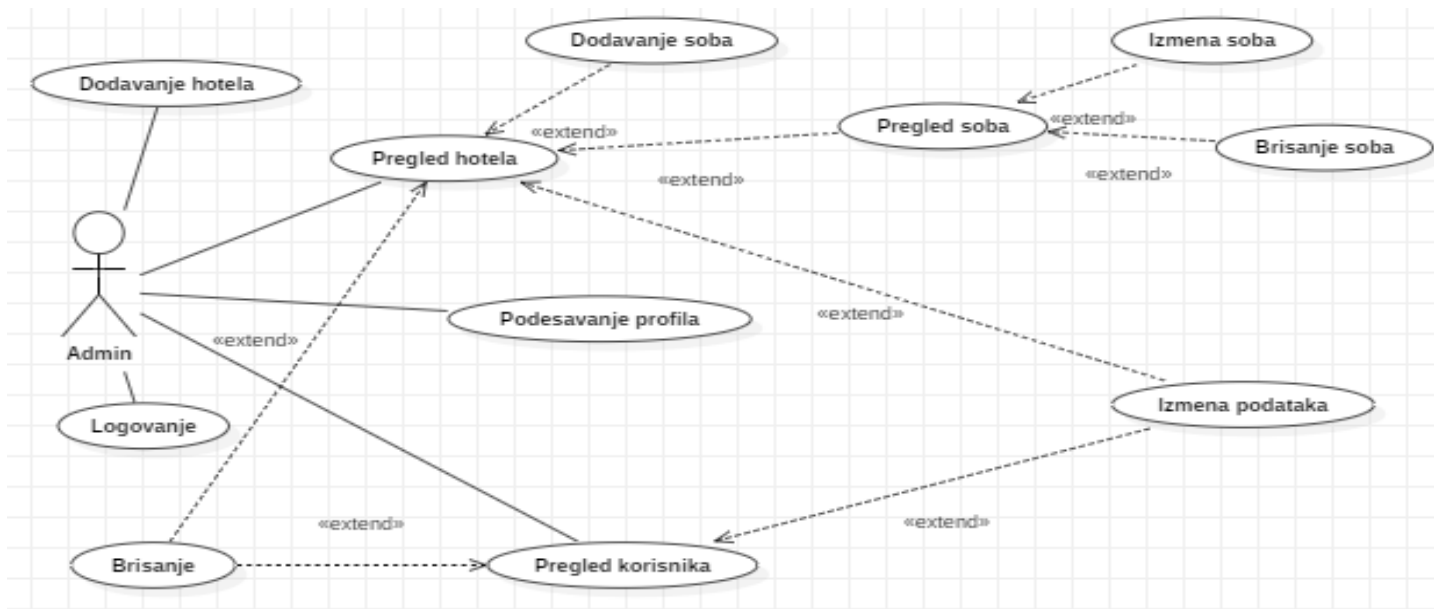 Dodavanje soba
Izmena soba
Dodavanje hotela
«extend»
Pregled soba
«extend»
Pregled hotela
Brisanje soba
«extend»
«extend»
Podesavanje profila
«extend»
«extend»
Admin
Izmena podataka
Logovanje
«extend»
«extend»
Brisanje
Pregled korisnika